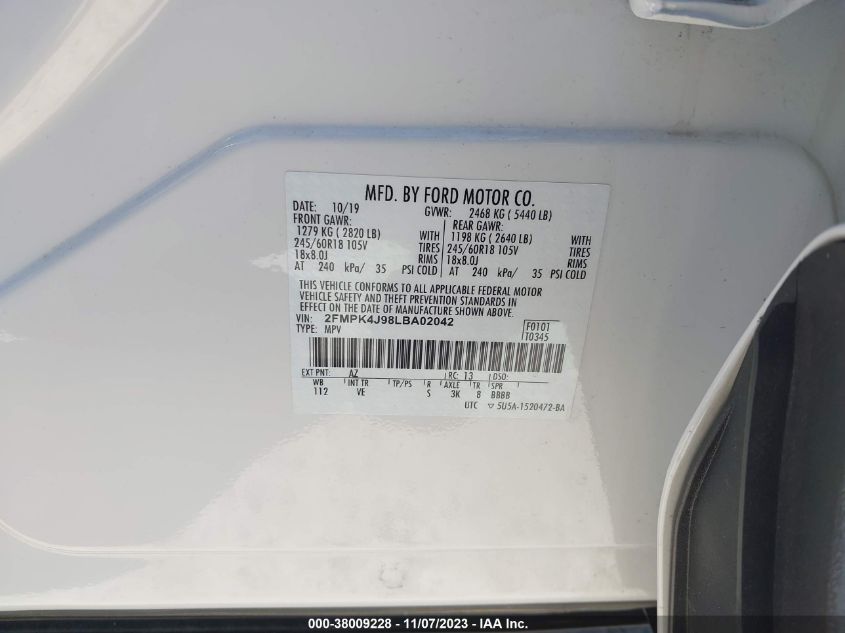 MFD. BY FORD MOTOR CO.
DATE: 10/19 GVWR: 2468 KG ( 5440 LB)
FRONT GAWR: REAR GAWR:
1279 KG ( 2820 LB) WITH 1198 KG ( 2640 LB) WITH
245/60R18 105V TIRES 245/60R18 105V TIRES
18x8.0J RIMS 18x8.0J RIMS
AT 240 kPa/ 35 PSI COLD AT 240 kPa/ 35 PSI COLD
THIS VEHICLE CONFORMS TO ALL APPLICABLE FEDERAL MOTOR
VEHICLE SAFETY AND THEFT PREVENTION STANDARDS IN
EFFECT ON THE DATE OF MANUFACTURE SHOWN ABOVE.
VIN: 2FMPK4J98LBA02042 F0101
TYPE: MPV T0345
EXT PNT: AZ RC: 13 DSO:
WB INT TR TP/PS R AXLE TR SPR
112 VE S 3K 8 BBBB
UTC ▽ 5U5A-1520472-BA
000-38009228 - 11/07/2023 - IAA Inc.